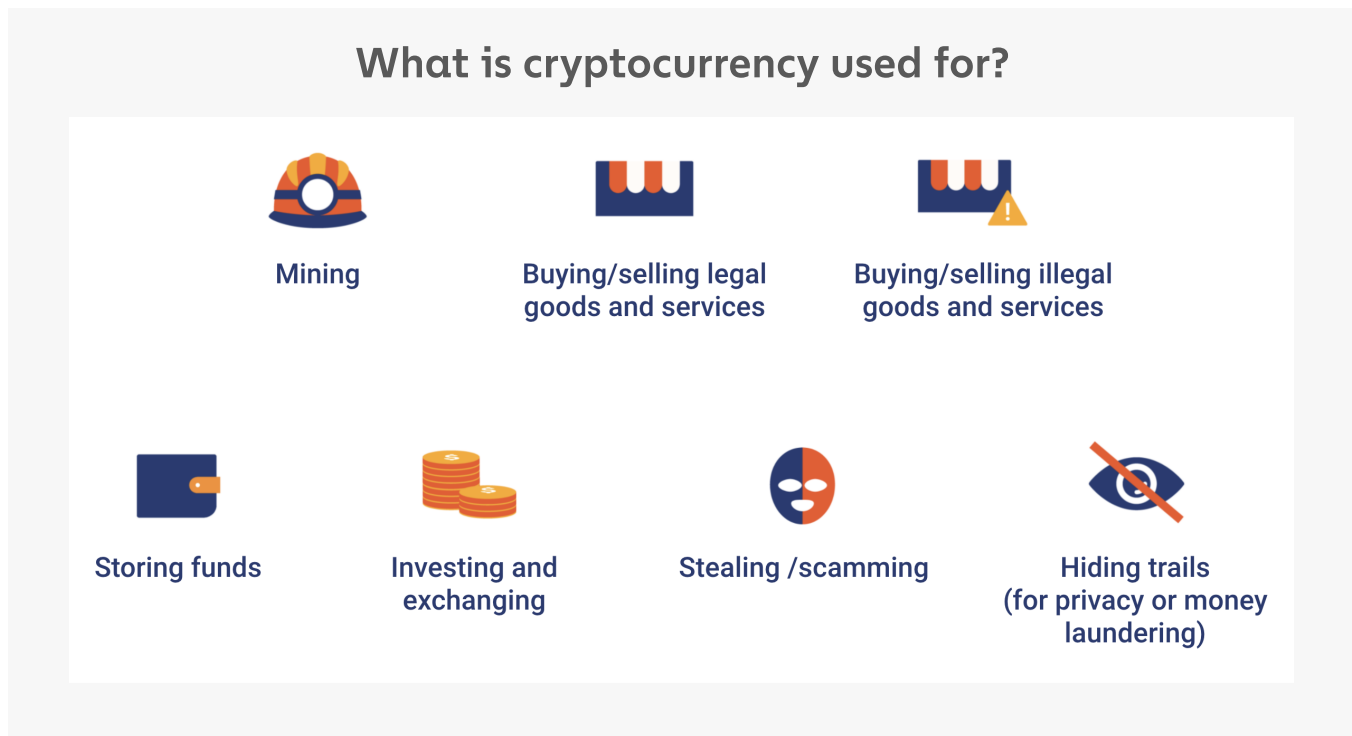 What is cryptocurrency used for?
Mining
Buying/selling legal
goods and services
Buying/selling illegal
goods and services
Storing funds
Investing and
exchanging
Stealing /scamming
Hiding trails
(for privacy or money
laundering)